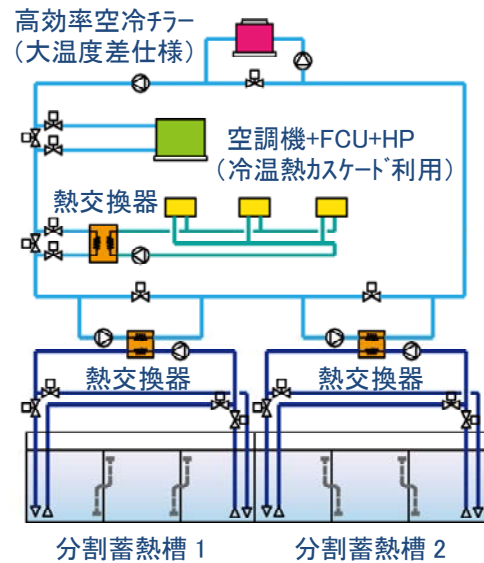 高効率空冷チラー
（大温度差仕様）
空調機+FCU+HP
（冷温熱ｶｽｹｰﾄﾞ利用）
熱交換器
熱交換器
熱交換器
分割蓄熱槽 1
分割蓄熱槽 2